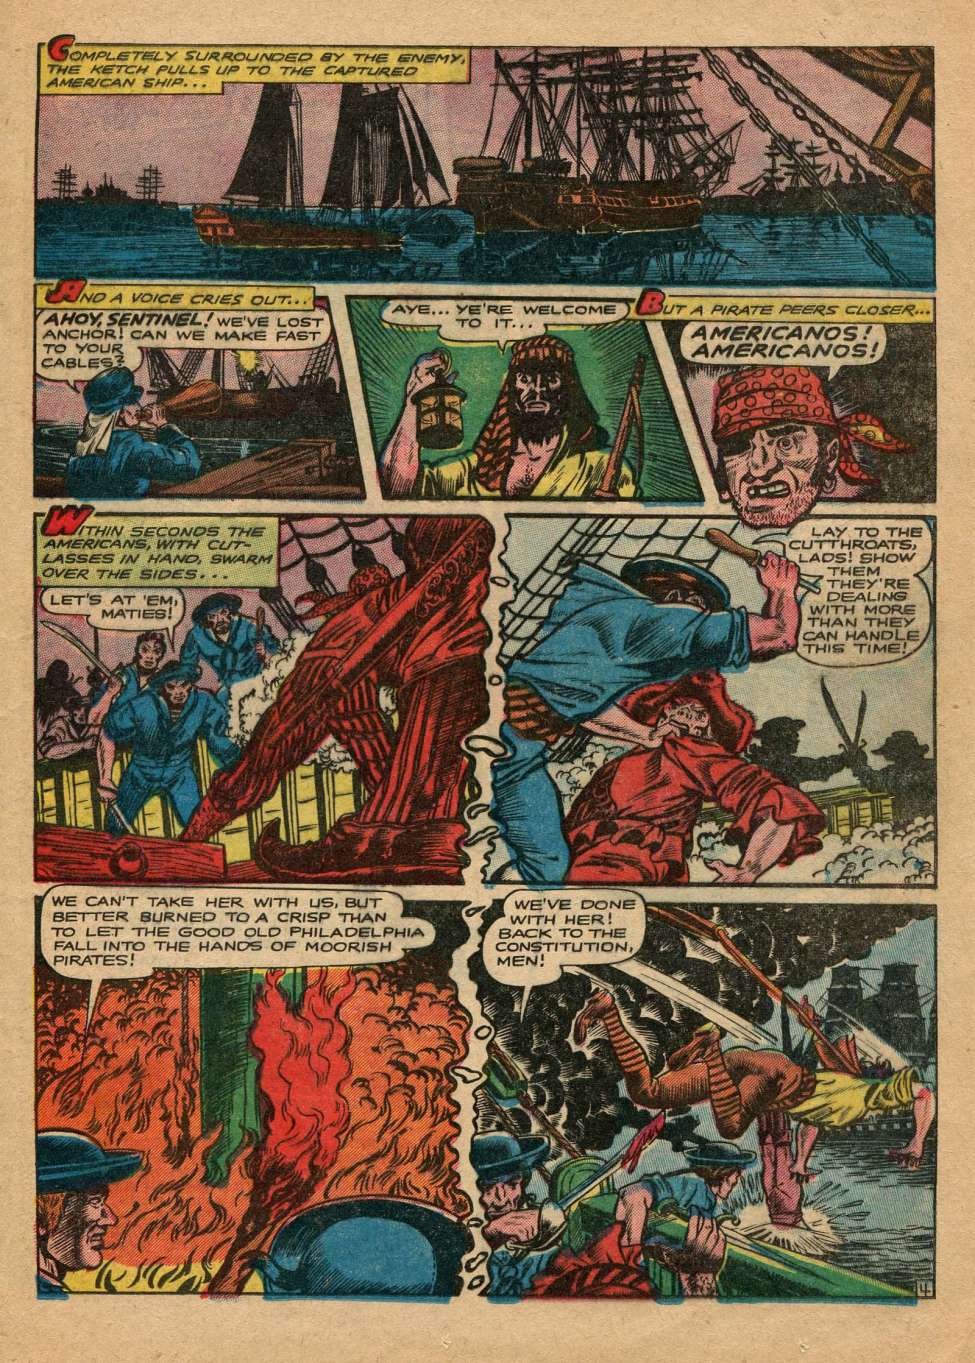 COMPLETELY SURROUNDED BY THE ENEMY,
THE KETCH PULLS UP TO THE CAPTURED
AMERICAN SHIP...
AND A VOICE CRIES OUT...
AHOY, SENTINEL! WE'VE LOST
ANCHOR! CAN WE MAKE FAST
TO YOUR
CABLES?
AYE... YE'RE WELCOME
TO IT...
BUT A PIRATE PEERS CLOSER...
AMERICANOS!
AMERICANOS!
WITHIN SECONDS THE
AMERICANS, WITH CUT-
LASSES IN HAND, SWARM
OVER THE SIDES...
LET'S AT 'EM,
MATIES!
LAY TO THE
CUTTHROATS,
LADS! SHOW
THEM
THEY'RE
DEALING
WITH MORE
THAN THEY
CAN HANDLE
THIS TIME!
WE CAN'T TAKE HER WITH US, BUT
BETTER BURNED TO A CRISP THAN
TO LET THE GOOD OLD PHILADELPHIA
FALL INTO THE HANDS OF MOORISH
PIRATES!
WE'VE DONE
WITH HER!
BACK TO THE
CONSTITUTION,
MEN!
4